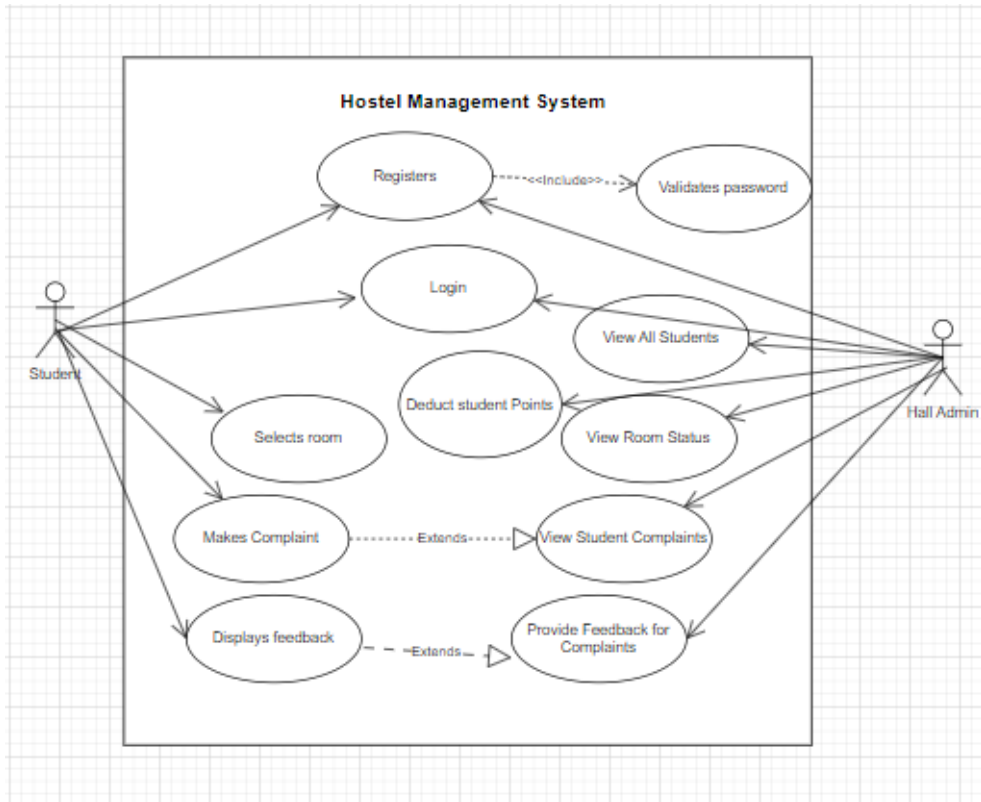 Hostel Management System
Registers
<<Include>>
Validates password
Login
View All Students
Student
Hall Admin
Deduct student Points
Selects room
View Room Status
Makes Complaint
Extends
View Student Complaints
Displays feedback
Extends
Provide Feedback for
Complaints